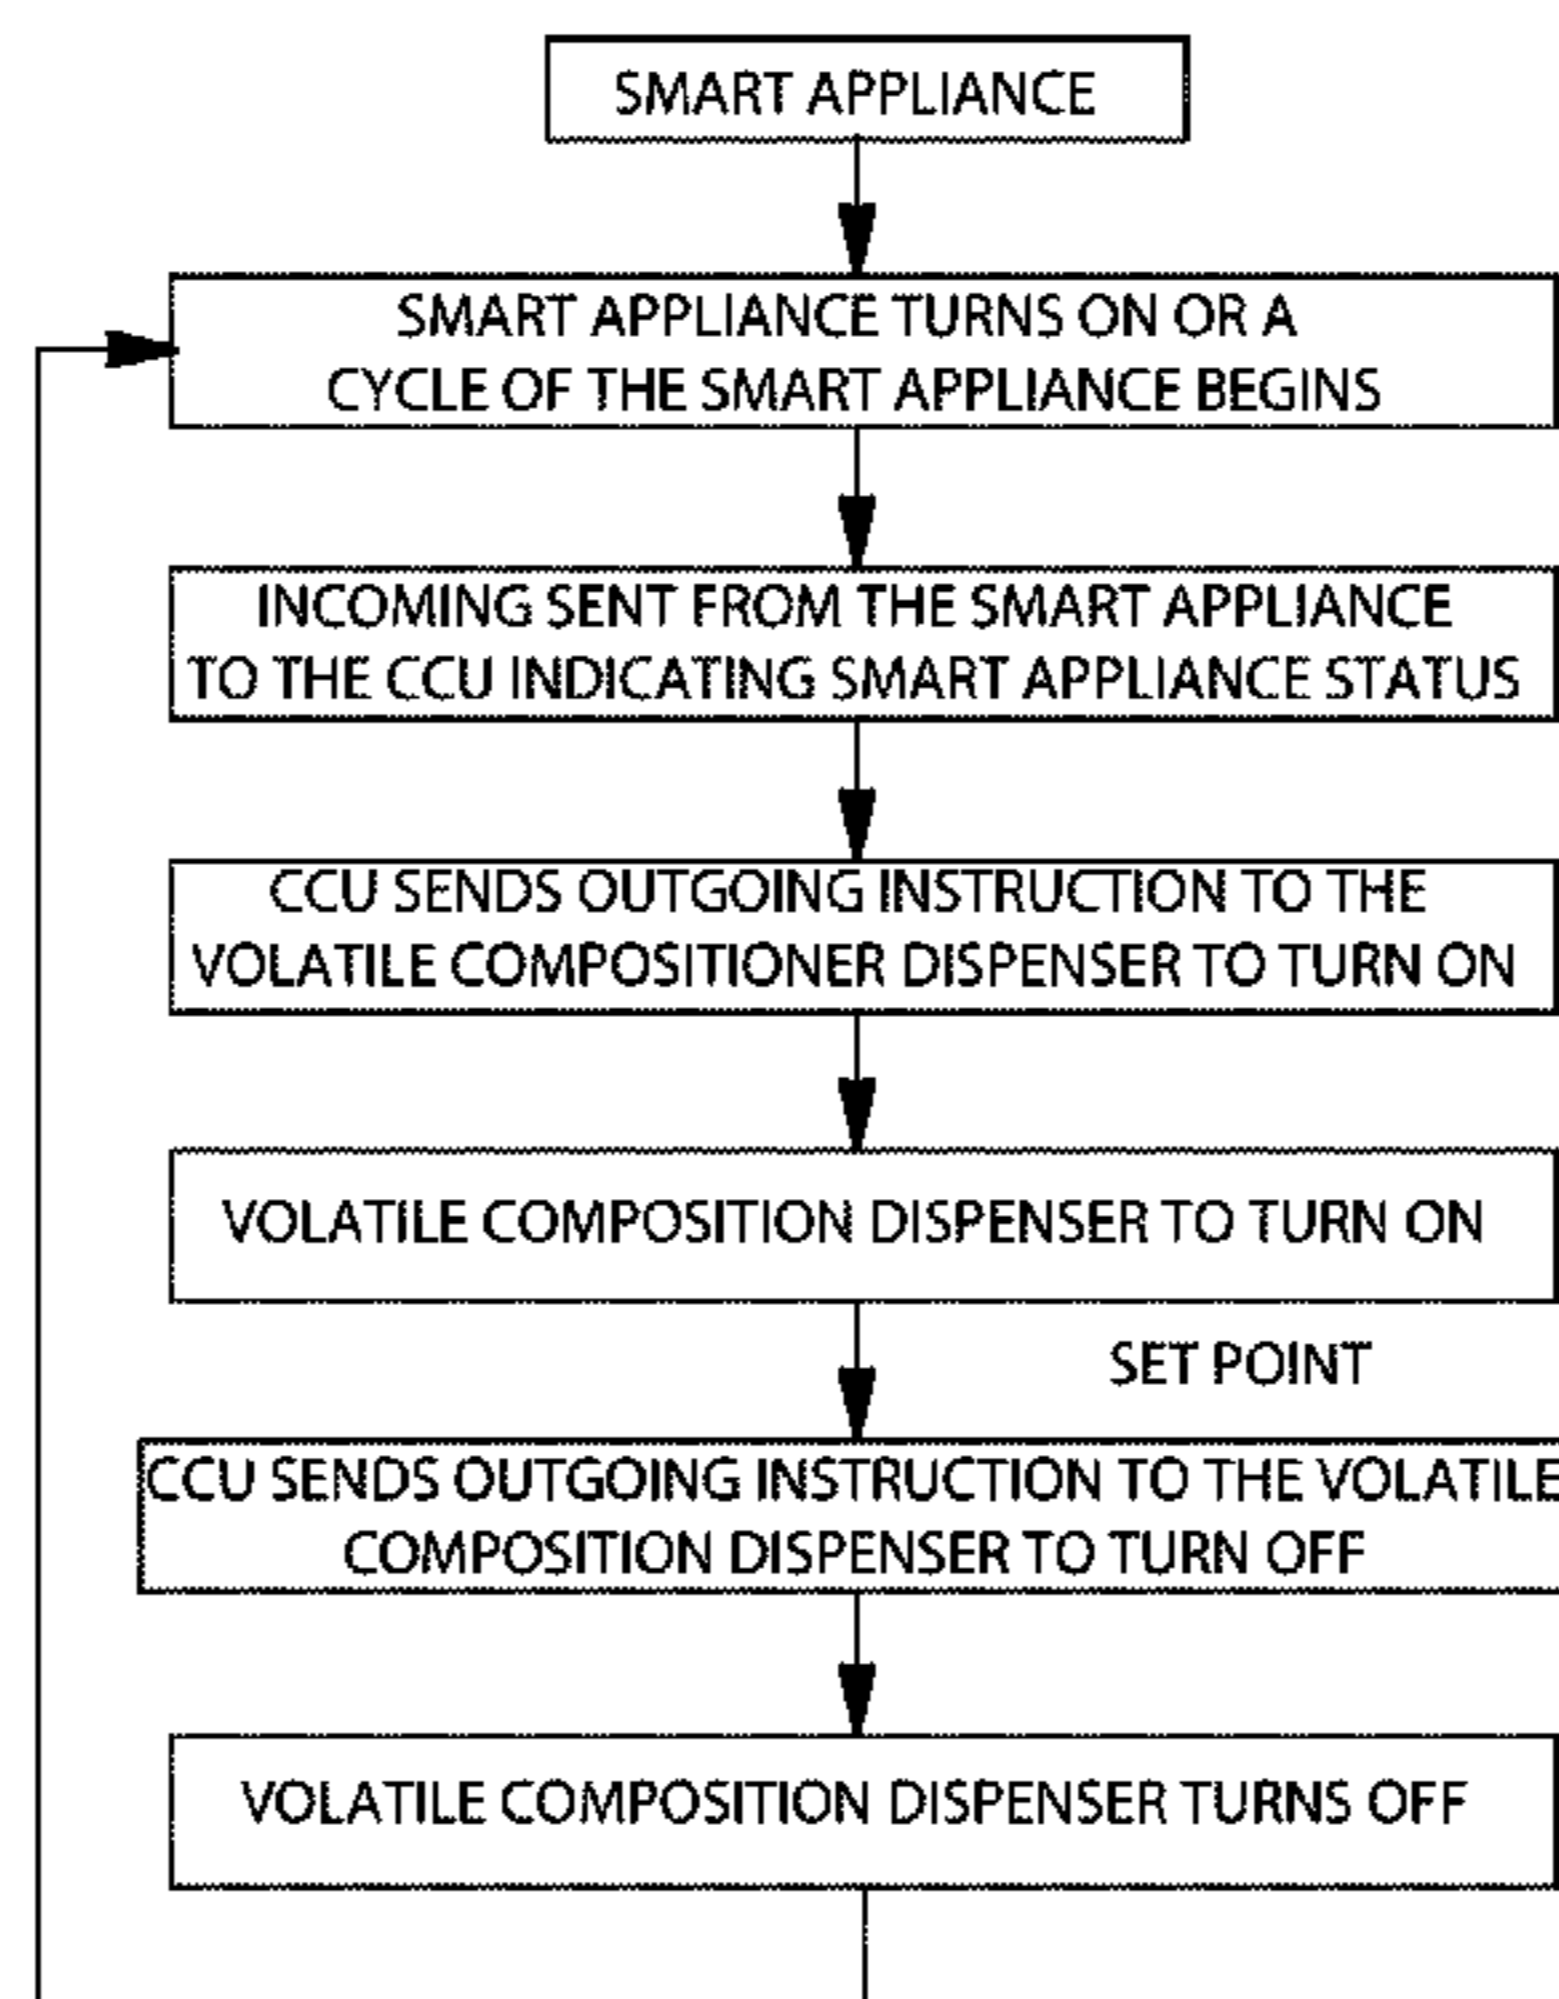 SMART APPLIANCE
SMART APPLIANCE TURNS ON OR A
CYCLE OF THE SMART APPLIANCE BEGINS
INCOMING SENT FROM THE SMART APPLIANCE
TO THE CCU INDICATING SMART APPLIANCE STATUS
CCU SENDS OUTGOING INSTRUCTION TO THE
VOLATILE COMPOSITIONER DISPENSER TO TURN ON
VOLATILE COMPOSITION DISPENSER TO TURN ON
SET POINT
CCU SENDS OUTGOING INSTRUCTION TO THE VOLATILE
COMPOSITION DISPENSER TO TURN OFF
VOLATILE COMPOSITION DISPENSER TURNS OFF